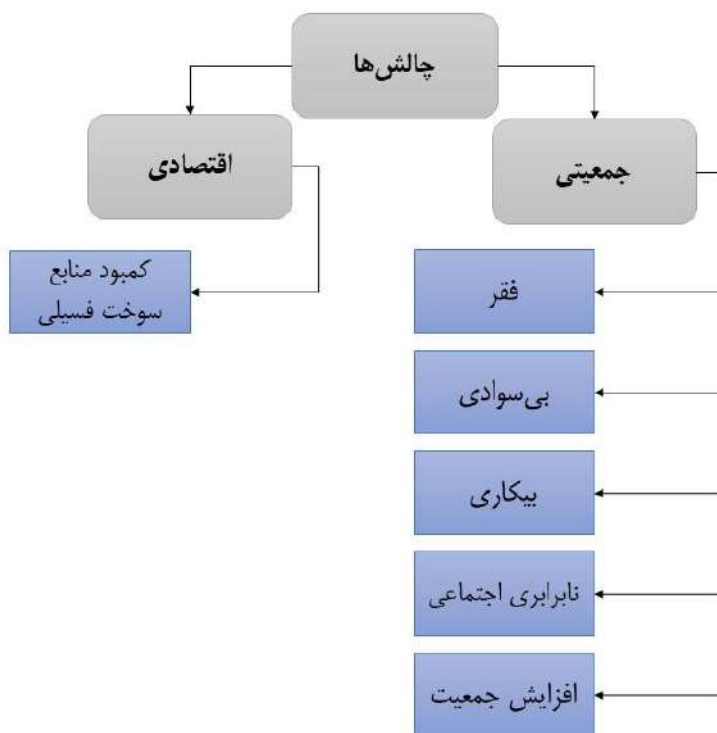 چالش‌ها
جمعیتی
فقر
بی‌سوادی
بیکاری
نابرابری اجتماعی
افزایش جمعیت
اقتصادی
کمبود منابع
سوخت فسیلی